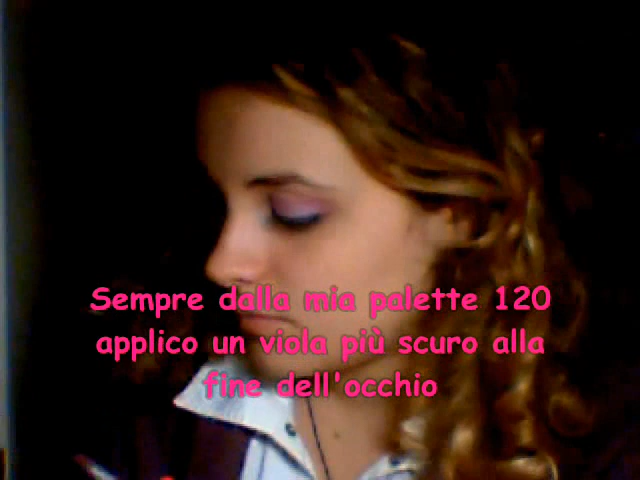 Sempre dalla mia palette 120
applico un viola più scuro alla
fine dell'occhio